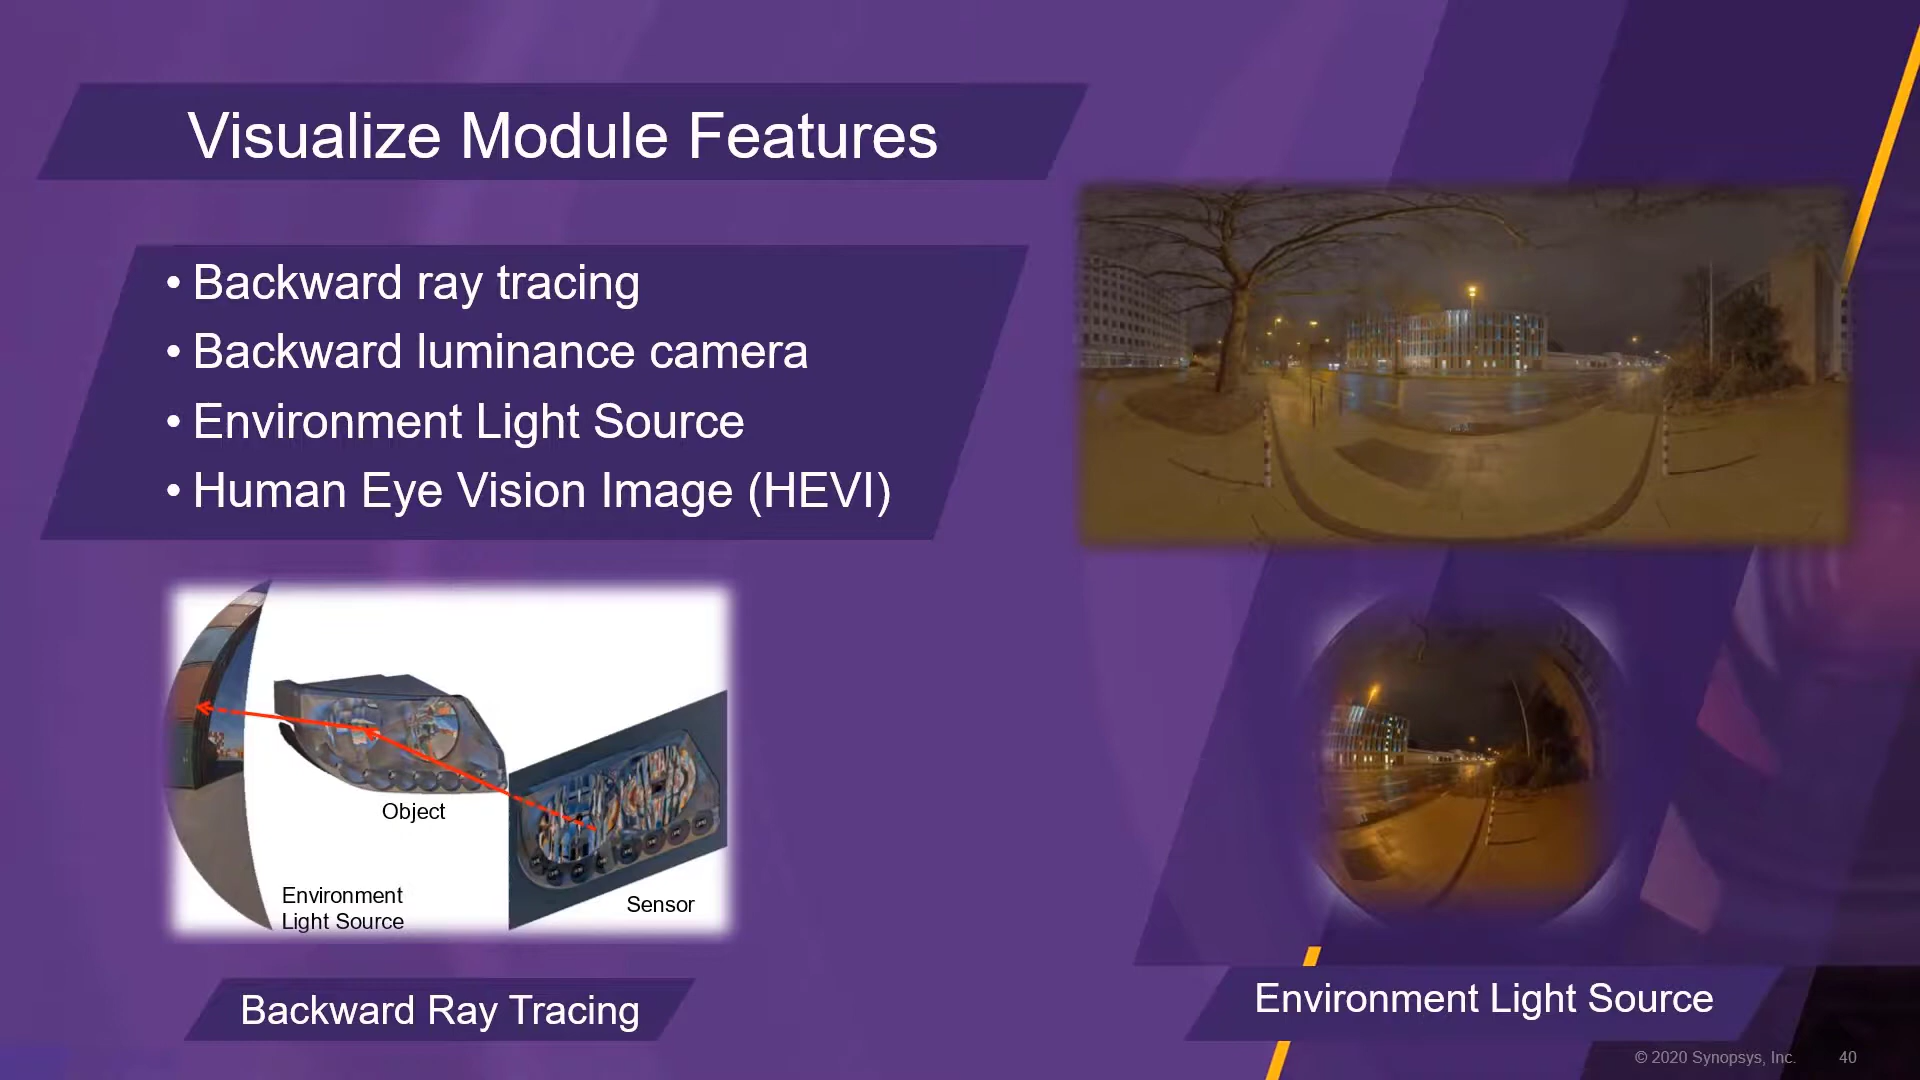 Visualize Module Features
• Backward ray tracing
• Backward luminance camera
• Environment Light Source
• Human Eye Vision Image (HEVI)
Object
Environment
Light Source
Sensor
Backward Ray Tracing
Environment Light Source
© 2020 Synopsys, Inc. 40